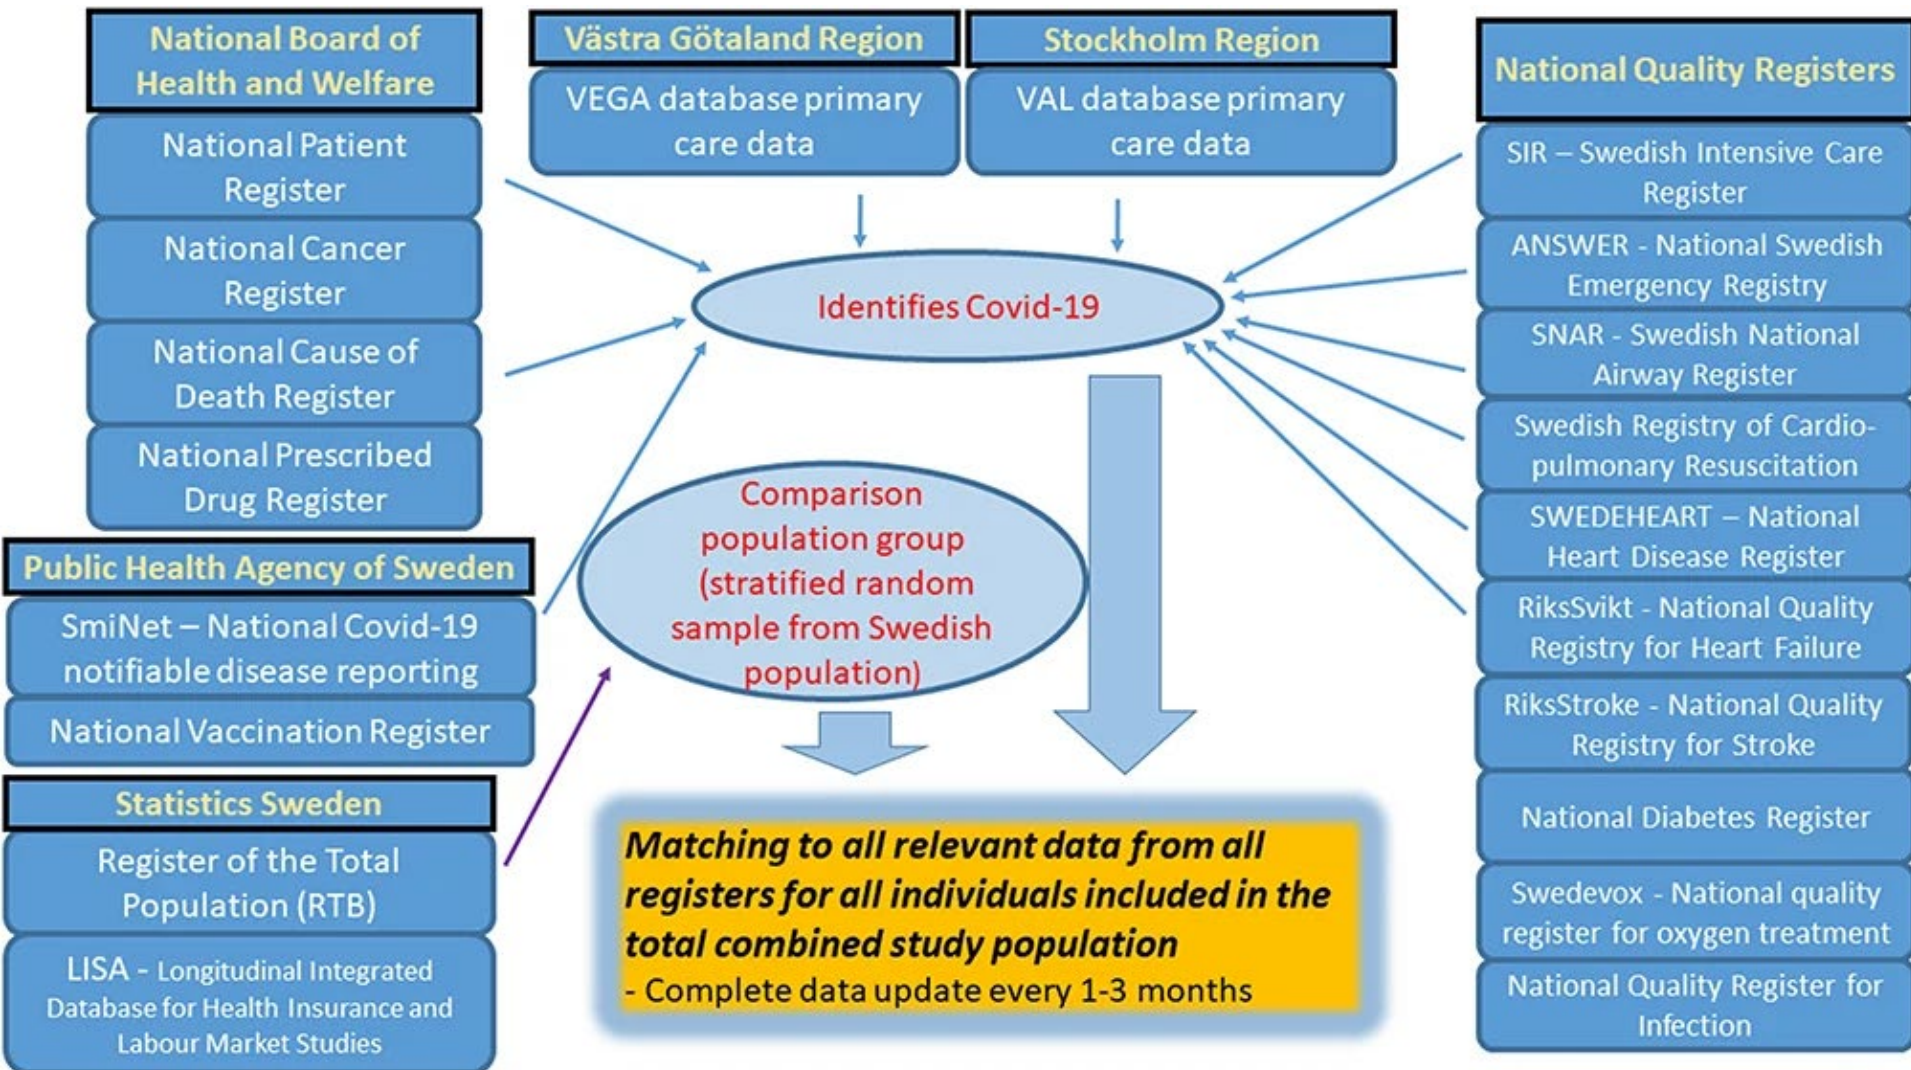 National Board of
Health and Welfare
National Patient
Register
National Cancer
Register
National Cause of
Death Register
National Prescribed
Drug Register
Public Health Agency of Sweden
SmiNet – National Covid-19
notifiable disease reporting
National Vaccination Register
Statistics Sweden
Register of the Total
Population (RTB)
LISA - Longitudinal Integrated
Database for Health Insurance and
Labour Market Studies
Västra Götaland Region
VEGA database primary
care data
Stockholm Region
VAL database primary
care data
Identifies Covid-19
Comparison
population group
(stratified random
sample from Swedish
population)
Matching to all relevant data from all
registers for all individuals included in the
total combined study population
- Complete data update every 1-3 months
National Quality Registers
SIR – Swedish Intensive Care
Register
ANSWER - National Swedish
Emergency Registry
SNAR - Swedish National
Airway Register
Swedish Registry of Cardio-
pulmonary Resuscitation
SWEDEHEART – National
Heart Disease Register
RiksSvikt - National Quality
Registry for Heart Failure
RiksStroke - National Quality
Registry for Stroke
National Diabetes Register
Swedevox - National quality
register for oxygen treatment
National Quality Register for
Infection